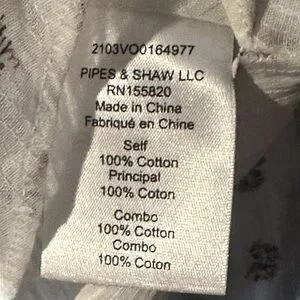 2103VO0164977
PIPES & SHAW LLC
RN155820
Made in China
Fabriqué en Chine
Self
100% Cotton
Principal
100% Coton
Combo
100% Cotton
Combo
100% Coton